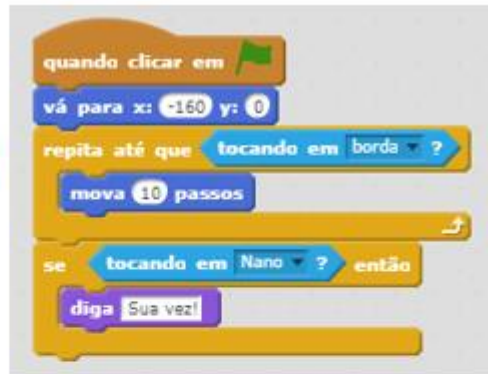 quando clicar em
vá para x: -160 y: 0
repita até que tocando em borda ?
mova 10 passos
se tocando em Nano ? então
diga Sua vez!